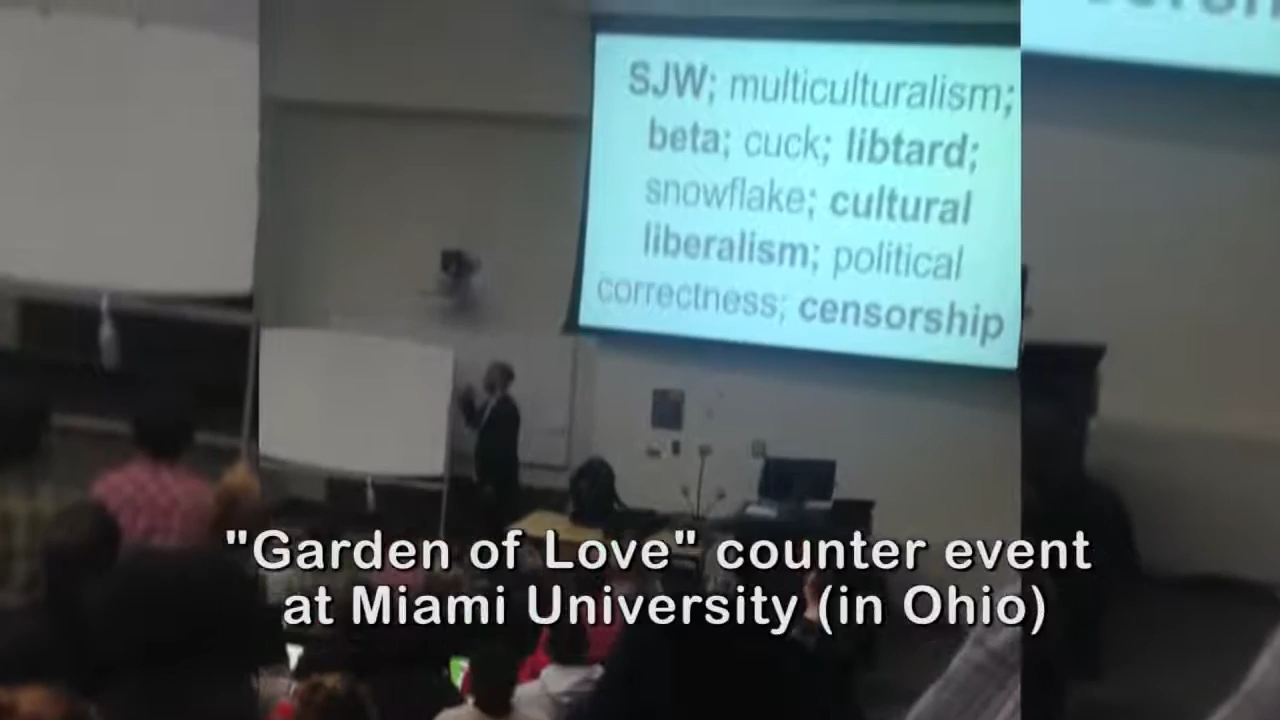 SJW; multiculturalism;
beta; cuck; libtard;
snowflake; cultural
liberalism; political
correctness; censorship
"Garden of Love" counter event
at Miami University (in Ohio)